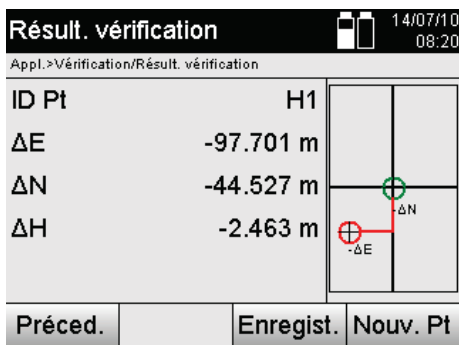 Résult. vérification
14/07/10
08:20
Appl.>Vérification/Résult. vérification
ID Pt H1
ΔE -97.701 m
ΔN -44.527 m
ΔH -2.463 m
-ΔN
-ΔE
Précéd. Enregist. Nouv. Pt